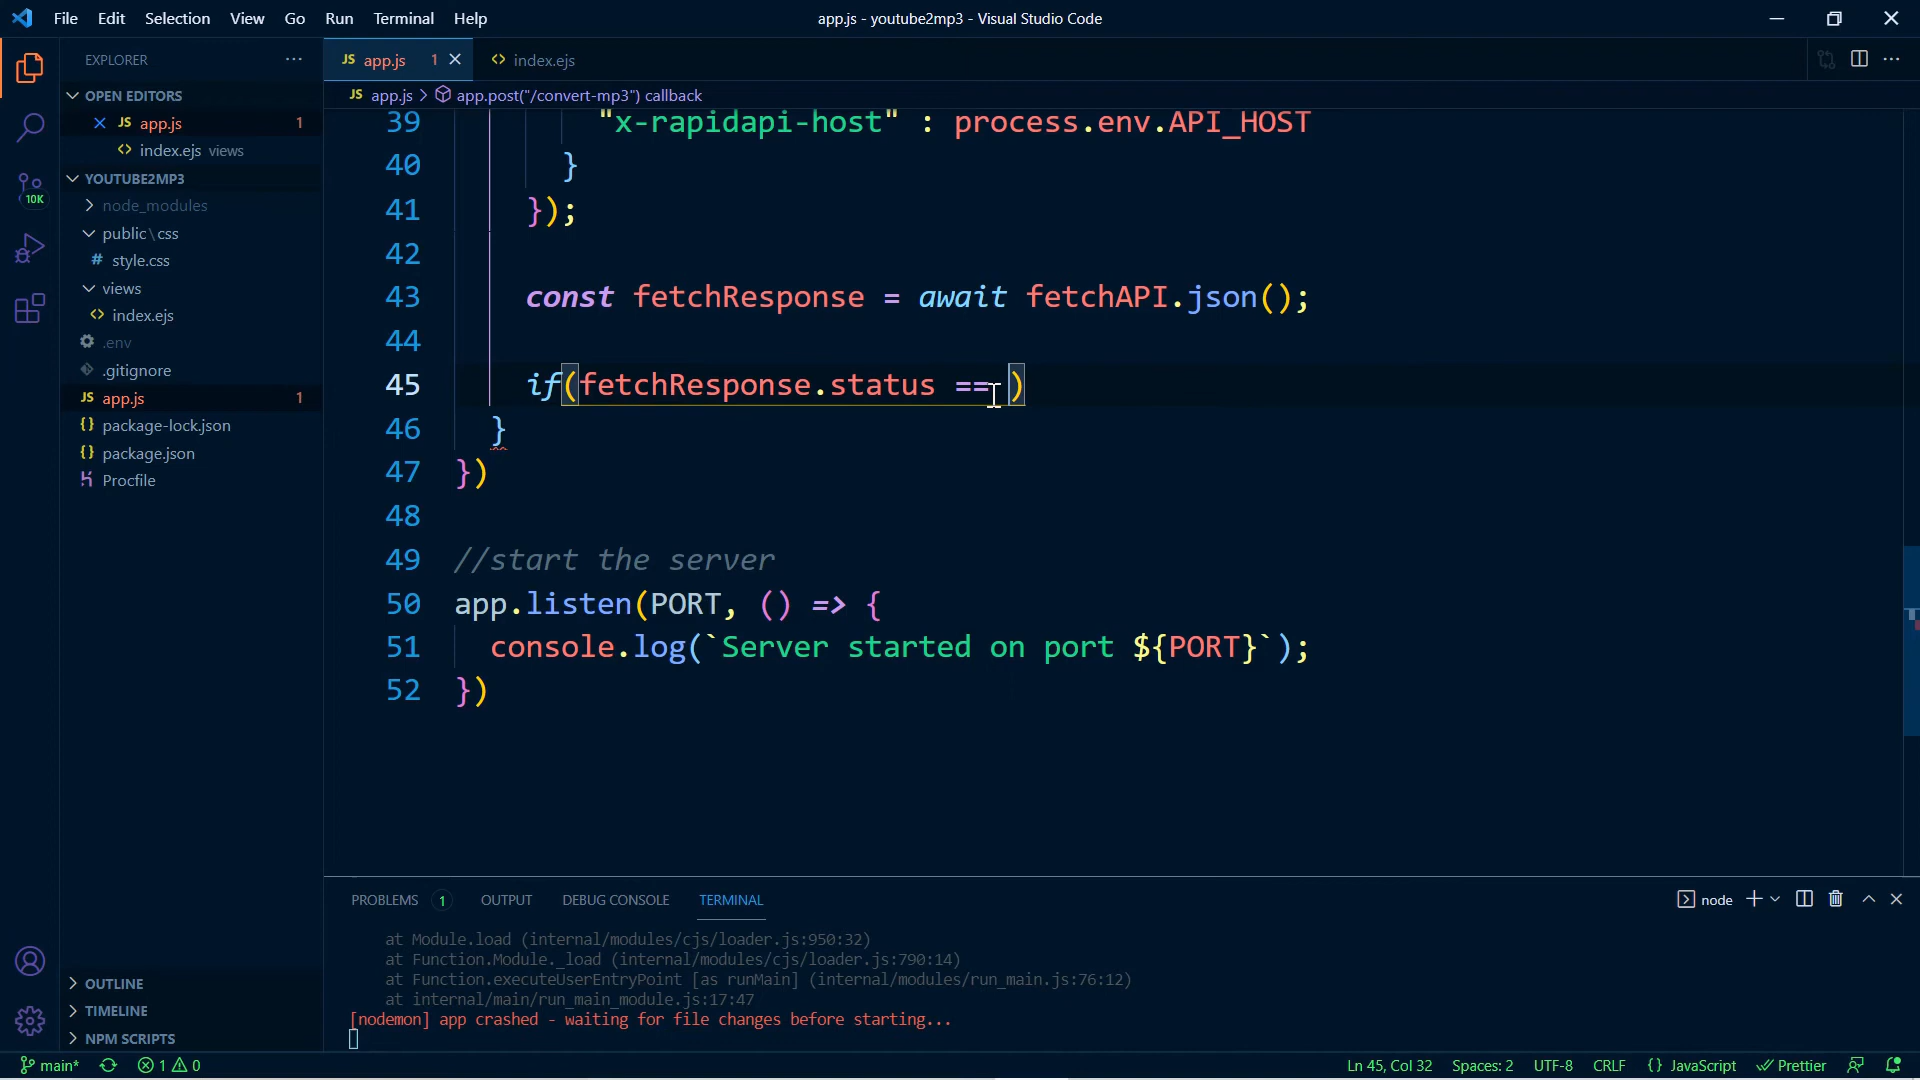 File Edit Selection View Go Run Terminal Help
app.js - youtube2mp3 - Visual Studio Code
EXPLORER
OPEN EDITORS
JS app.js 1
<> index.ejs views
YOUTUBE2MP3
node_modules
public\css
# style.css
views
<> index.ejs
.env
.gitignore
JS app.js 1
{} package-lock.json
{} package.json
Procfile
OUTLINE
TIMELINE
NPM SCRIPTS
10K
JS app.js 1
<> index.ejs
JS app.js > app.post("/convert-mp3") callback
39 "x-rapidapi-host" : process.env.API_HOST
40 }
41 });
42
43 const fetchResponse = await fetchAPI.json();
44
45 if(fetchResponse.status == )
46 }
47 })
48
49 //start the server
50 app.listen(PORT, () => {
51 console.log(`Server started on port ${PORT}`);
52 })
PROBLEMS 1 OUTPUT DEBUG CONSOLE TERMINAL
node
at Module.load (internal/modules/cjs/loader.js:950:32)
at Function.Module._load (internal/modules/cjs/loader.js:790:14)
at Function.executeUserEntryPoint [as runMain] (internal/modules/run_main.js:76:12)
at internal/main/run_main_module.js:17:47
[nodemon] app crashed - waiting for file changes before starting...
main* 1 0
Ln 45, Col 32 Spaces: 2 UTF-8 CRLF {} JavaScript Prettier